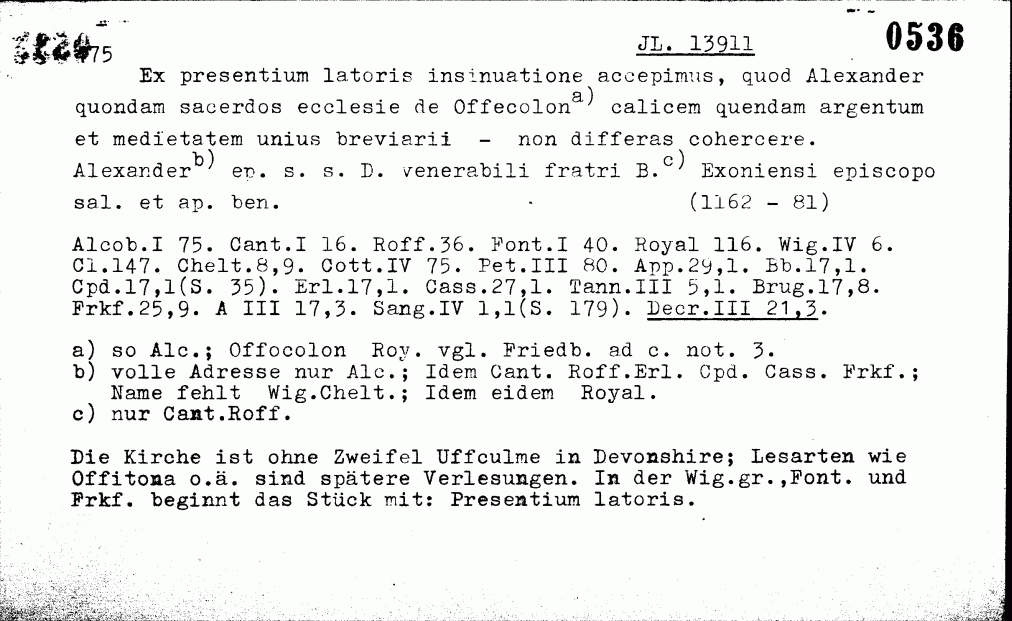 75 JL. 13911 0536
Ex presentium latoris insinuatione accepimus, quod Alexander
quondam sacerdos ecclesie de Offecolon a) calicem quendam argentum
et medietatem unius breviarii - non differas cohercere.
Alexander b) ep. s. s. D. venerabili fratri B. c) Exoniensi episcopo
sal. et ap. ben. (1162 - 81)
Alcob.I 75. Cant.I 16. Roff.36. Font.I 40. Royal 116. Wig.IV 6.
Cl.147. Chelt.8,9. Cott.IV 75. Pet.III 80. App.29,1. Bb.17,1.
Cpd.17,1(S. 35). Erl.17,1. Cass.27,1. Tann.III 5,1. Brug.17,8.
Frkf.25,9. A III 17,3. Sang.IV 1,1(S. 179). Decr.III 21,3.
a) so Alc.; Offocolon Roy. vgl. Friedb. ad c. not. 3.
b) volle Adresse nur Alc.; Idem Cant. Roff.Erl. Cpd. Cass. Frkf.;
Name fehlt Wig.Chelt.; Idem eidem Royal.
c) nur Cant.Roff.
Die Kirche ist ohne Zweifel Uffculme in Devonshire; Lesarten wie
Offitona o.ä. sind spätere Verlesungen. In der Wig.gr.,Font. und
Frkf. beginnt das Stück mit: Presentium latoris.